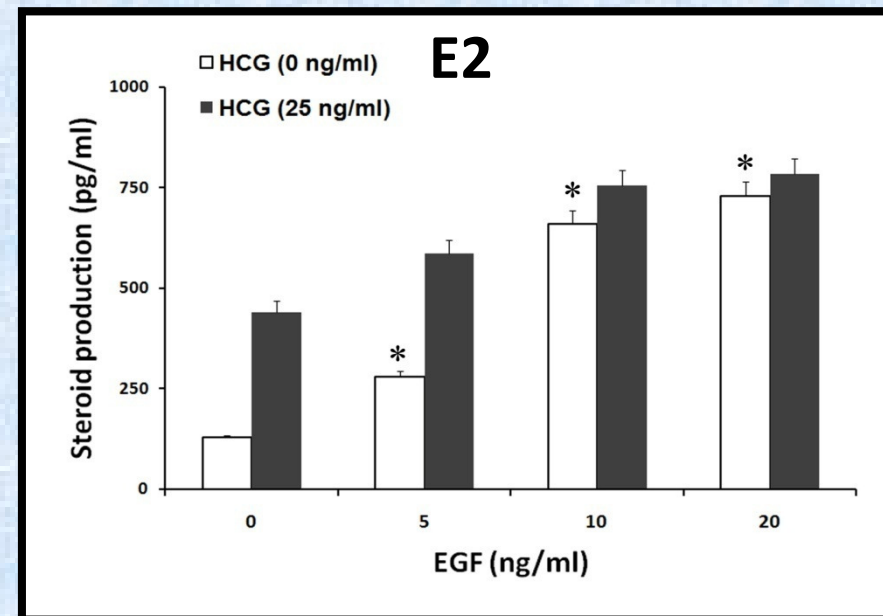 E2
HCG (0 ng/ml)
HCG (25 ng/ml)
Steroid production (pg/ml)
1000
750
500
250
0
*
*
*
0 5 10 20
EGF (ng/ml)